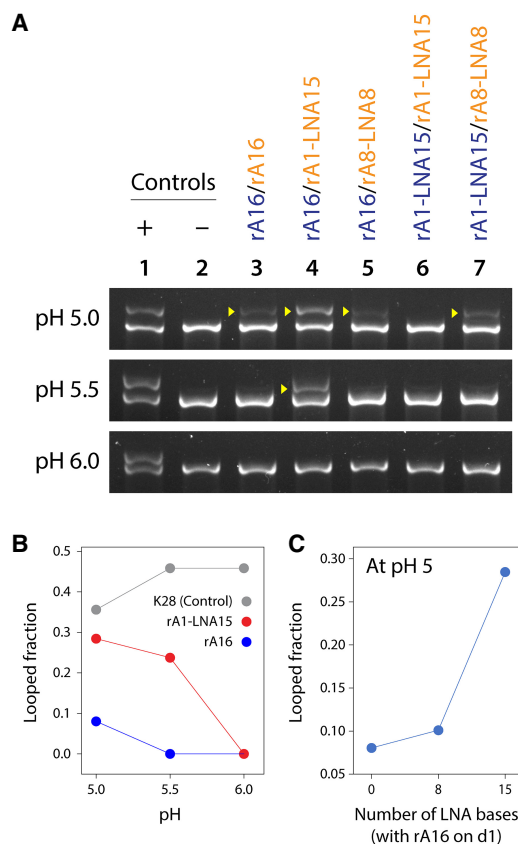 A
Controls
+
–
rA16/rA16
rA16/rA1-LNA15
rA16/rA8-LNA8
rA1-LNA15/rA1-LNA15
rA1-LNA15/rA8-LNA8
1 2 3 4 5 6 7
pH 5.0
pH 5.5
pH 6.0
B
Looped fraction
0.5
0.4
0.3
0.2
0.1
0.0
K28 (Control)
rA1-LNA15
rA16
5.0 5.5 6.0
pH
C
Looped fraction
0.30
0.25
0.20
0.15
0.10
0.05
At pH 5
0 8 15
Number of LNA bases
(with rA16 on d1)